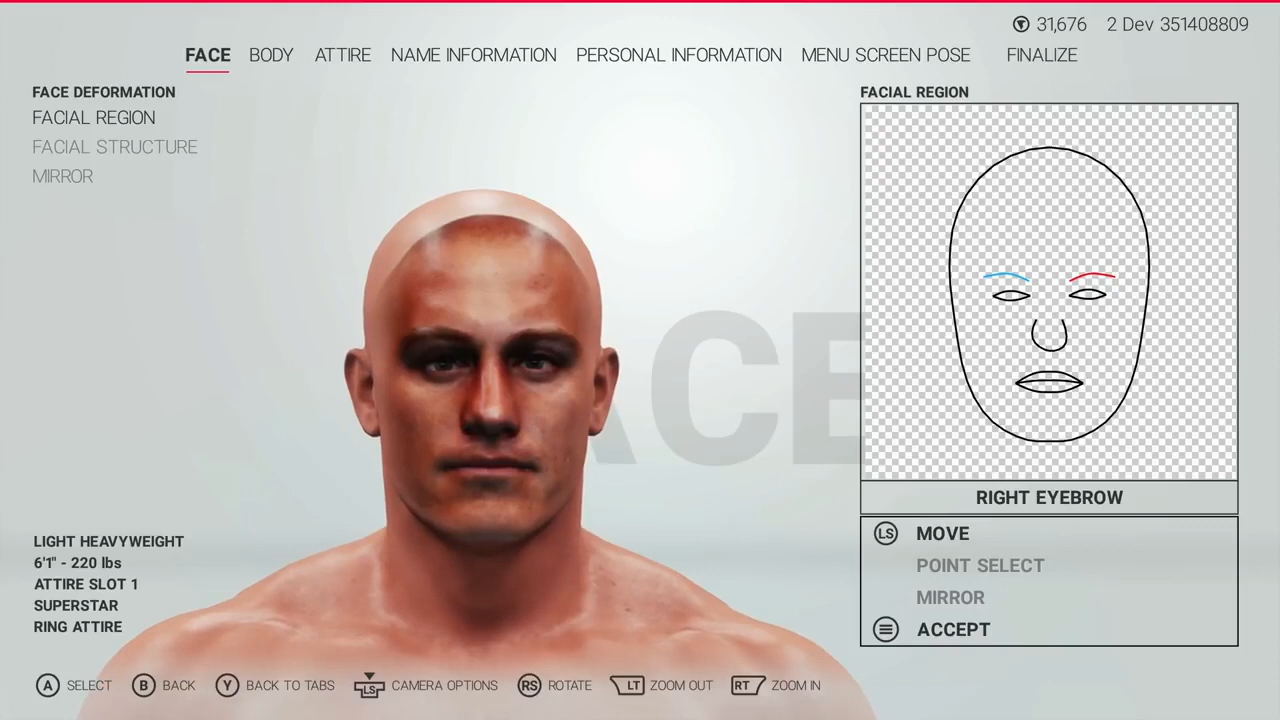 31,676 2 Dev 351408809
FACE BODY ATTIRE NAME INFORMATION PERSONAL INFORMATION MENU SCREEN POSE FINALIZE
FACE DEFORMATION
FACIAL REGION
FACIAL STRUCTURE
MIRROR
FACIAL REGION
ACE
RIGHT EYEBROW
LS MOVE
POINT SELECT
MIRROR
ACCEPT
LIGHT HEAVYWEIGHT
6'1" - 220 lbs
ATTIRE SLOT 1
SUPERSTAR
RING ATTIRE
A SELECT B BACK Y BACK TO TABS LS CAMERA OPTIONS RS ROTATE LT ZOOM OUT RT ZOOM IN